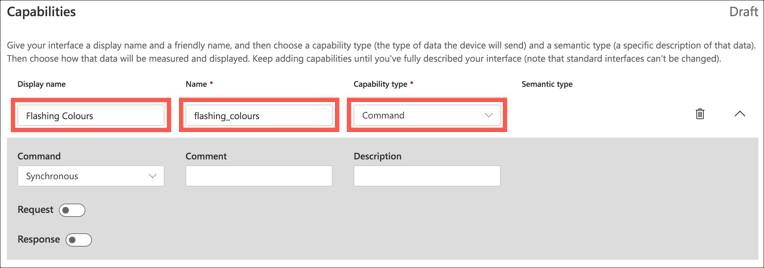 Capabilities
Draft
Give your interface a display name and a friendly name, and then choose a capability type (the type of data the device will send) and a semantic type (a specific description of that data).
Then choose how that data will be measured and displayed. Keep adding capabilities until you've fully described your interface (note that standard interfaces can't be changed).
Display name Name * Capability type * Semantic type
Flashing Colours flashing_colours Command
Command Comment Description
Synchronous
Request
Response